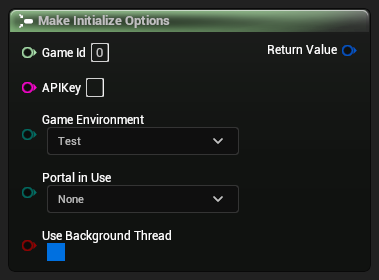 Make Initialize Options
Game Id 0
Return Value
APIKey
Game Environment
Test
Portal in Use
None
Use Background Thread